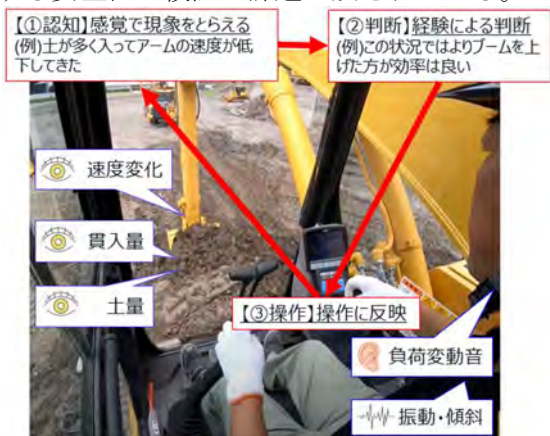 【①認知】感覚で現象をとらえる
(例)土が多く入ってアームの速度が低
下してきた
【②判断】経験による判断
(例)この状況ではよりブームを上
げた方が効率は良い
速度変化
貫入量
土量
【③操作】操作に反映
負荷変動音
振動・傾斜